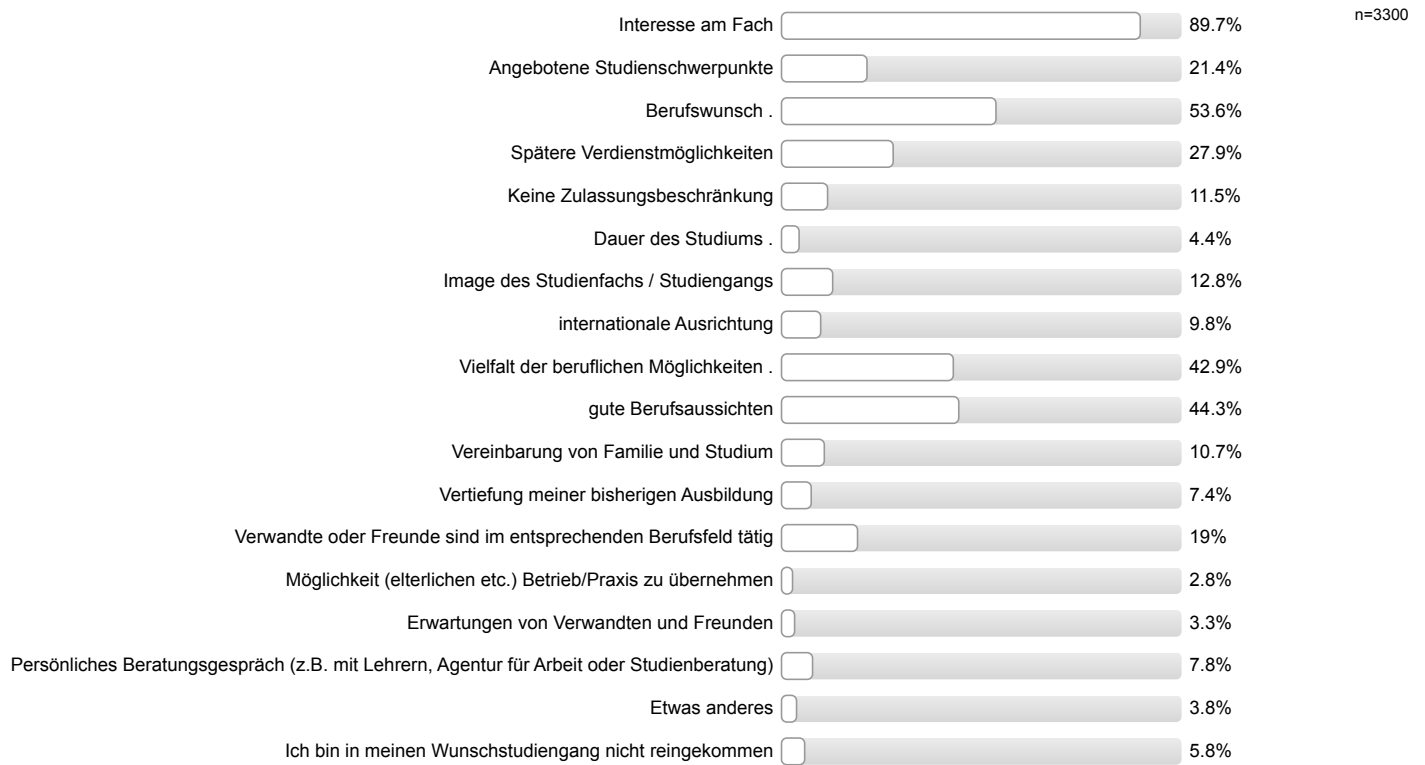 Interesse am Fach 89.7% n=3300
Angebotene Studienschwerpunkte 21.4%
Berufswunsch . 53.6%
Spätere Verdienstmöglichkeiten 27.9%
Keine Zulassungsbeschränkung 11.5%
Dauer des Studiums . 4.4%
Image des Studienfachs / Studiengangs 12.8%
internationale Ausrichtung 9.8%
Vielfalt der beruflichen Möglichkeiten . 42.9%
gute Berufsaussichten 44.3%
Vereinbarung von Familie und Studium 10.7%
Vertiefung meiner bisherigen Ausbildung 7.4%
Verwandte oder Freunde sind im entsprechenden Berufsfeld tätig 19%
Möglichkeit (elterlichen etc.) Betrieb/Praxis zu übernehmen 2.8%
Erwartungen von Verwandten und Freunden 3.3%
Persönliches Beratungsgespräch (z.B. mit Lehrern, Agentur für Arbeit oder Studienberatung) 7.8%
Etwas anderes 3.8%
Ich bin in meinen Wunschstudiengang nicht reingekommen 5.8%